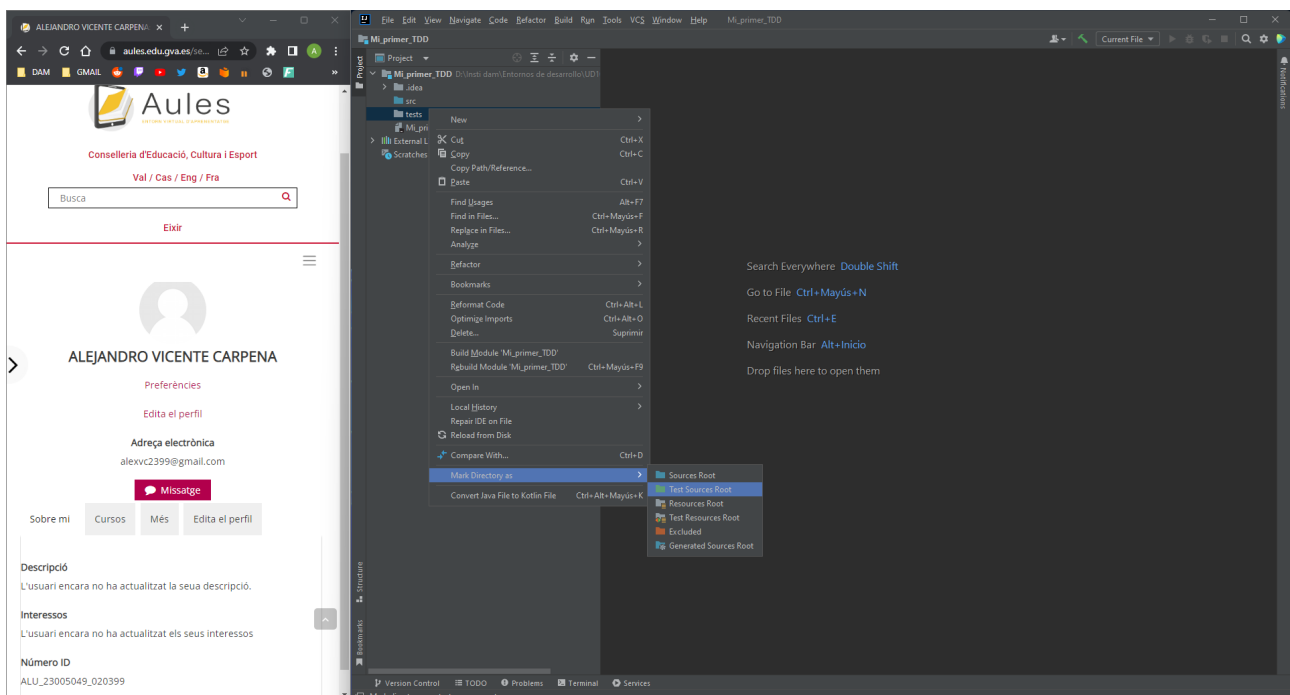 ALEJANDRO VICENTE CARPENA
aules.edu.gva.es/se...
DAM
GMAIL
Aules
Conselleria d'Educació, Cultura i Esport
Val / Cas / Eng / Fra
Busca
Eixir
ALEJANDRO VICENTE CARPENA
Preferències
Edita el perfil
Adreça electrònica
alexvc2399@gmail.com
Missatge
Sobre mi Cursos Més Edita el perfil
Descripció
L'usuari encara no ha actualitzat la seua descripció.
Interessos
L'usuari encara no ha actualitzat els seus interessos
Número ID
ALU_23005049_020399
File Edit View Navigate Code Refactor Build Run Tools VCS Window Help Mi_primer_TDD
Mi_primer_TDD
Current File
Project
Project
Mi_primer_TDD D:\Insti dam\Entornos de desarrollo\UD1
.idea
src
tests
Mi_pri
External L
Scratches
New
Cut Ctrl+X
Copy Ctrl+C
Copy Path/Reference...
Paste Ctrl+V
Find Usages Alt+F7
Find in Files... Ctrl+Mayús+F
Replace in Files... Ctrl+Mayús+R
Analyze
Refactor
Bookmarks
Reformat Code Ctrl+Alt+L
Optimize Imports Ctrl+Alt+O
Delete... Suprimir
Build Module 'Mi_primer_TDD'
Rebuild Module 'Mi_primer_TDD' Ctrl+Mayús+F9
Open In
Local History
Repair IDE on File
Reload from Disk
Compare With... Ctrl+D
Mark Directory as
Convert Java File to Kotlin File Ctrl+Alt+Mayús+K
Sources Root
Test Sources Root
Resources Root
Test Resources Root
Excluded
Generated Sources Root
Search Everywhere Double Shift
Go to File Ctrl+Mayús+N
Recent Files Ctrl+E
Navigation Bar Alt+Inicio
Drop files here to open them
Notifications
Structure
Bookmarks
Version Control TODO Problems Terminal Services